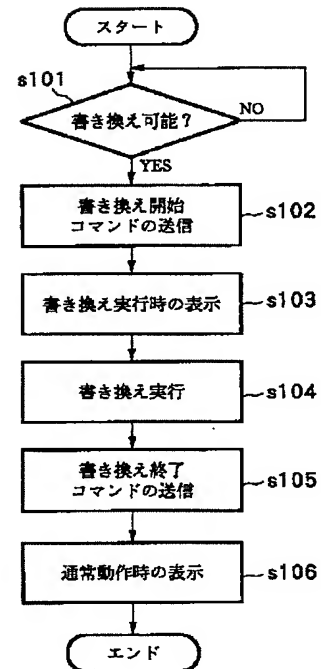 スタート
s101
書き換え可能？
NO
YES
書き換え開始
コマンドの送信
s102
書き換え実行時の表示
s103
書き換え実行
s104
書き換え終了
コマンドの送信
s105
通常動作時の表示
s106
エンド